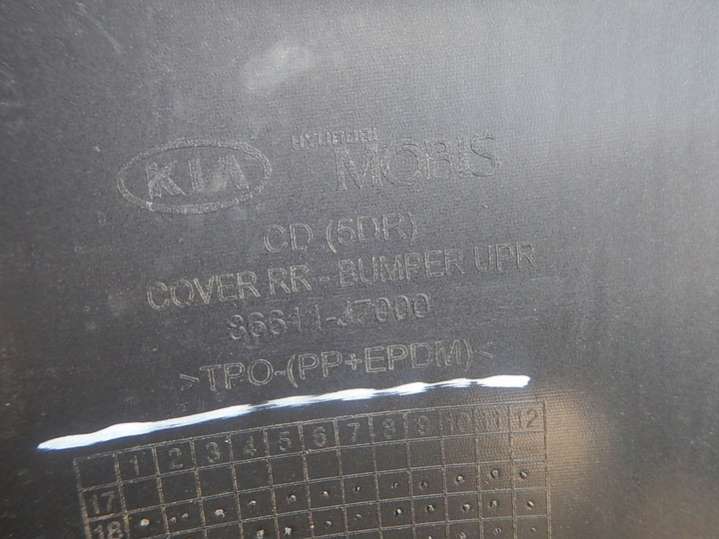 KIA
HYUNDAI
MOBIS
CD (5DR)
COVER RR - BUMPER UPR
86611-J7000
>TPO-(PP+EPDM)<
1 2 3 4 5 6 7 8 9 10 11 12
17
18